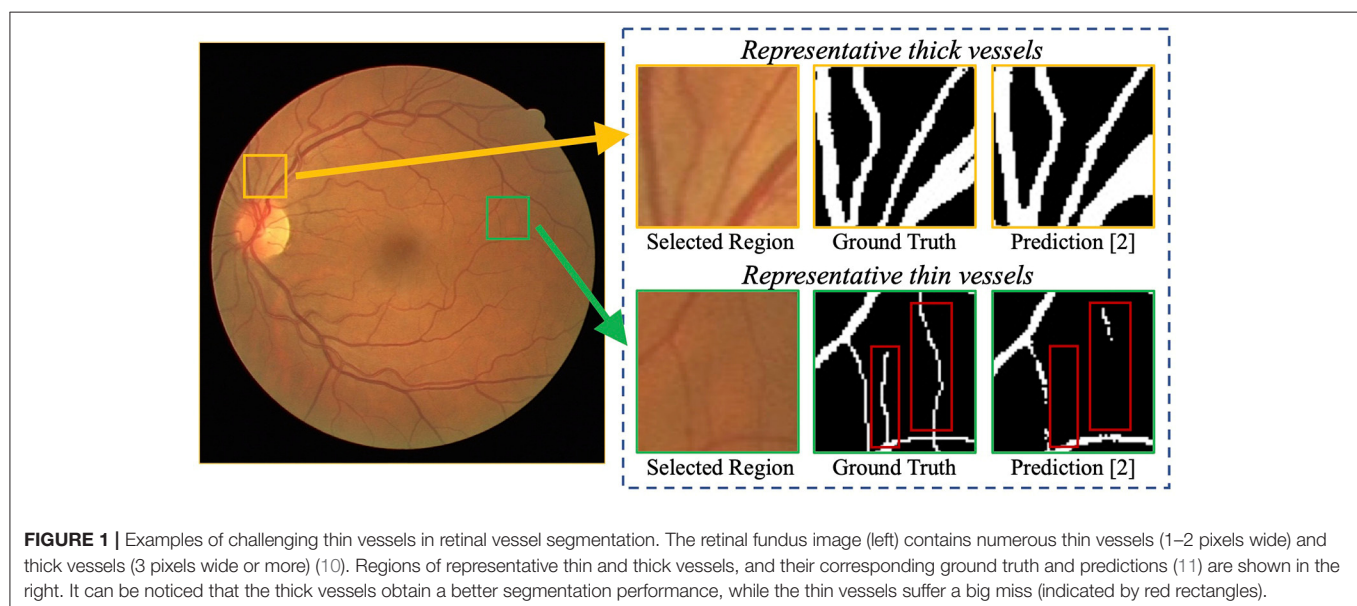 Representative thick vessels
Selected Region
Ground Truth
Prediction [2]
Representative thin vessels
Selected Region
Ground Truth
Prediction [2]
FIGURE 1 | Examples of challenging thin vessels in retinal vessel segmentation. The retinal fundus image (left) contains numerous thin vessels (1–2 pixels wide) and
thick vessels (3 pixels wide or more) (10). Regions of representative thin and thick vessels, and their corresponding ground truth and predictions (11) are shown in the
right. It can be noticed that the thick vessels obtain a better segmentation performance, while the thin vessels suffer a big miss (indicated by red rectangles).